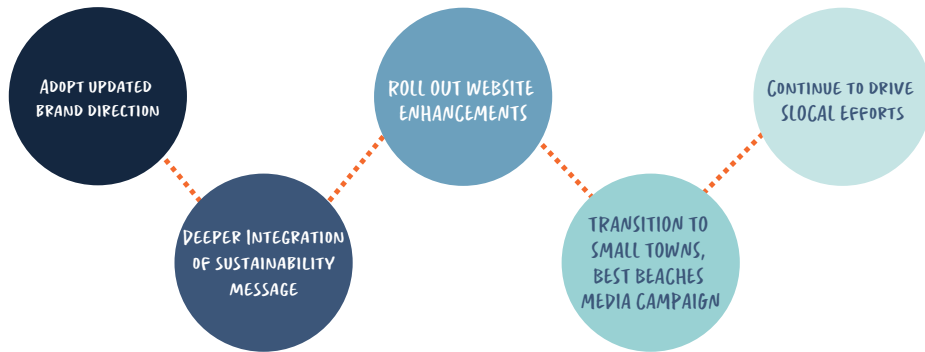 ADOPT UPDATED
BRAND DIRECTION
DEEPER INTEGRATION
OF SUSTAINABILITY
MESSAGE
ROLL OUT WEBSITE
ENHANCEMENTS
TRANSITION TO
SMALL TOWNS,
BEST BEACHES
MEDIA CAMPAIGN
CONTINUE TO DRIVE
SLOCAL EFFORTS